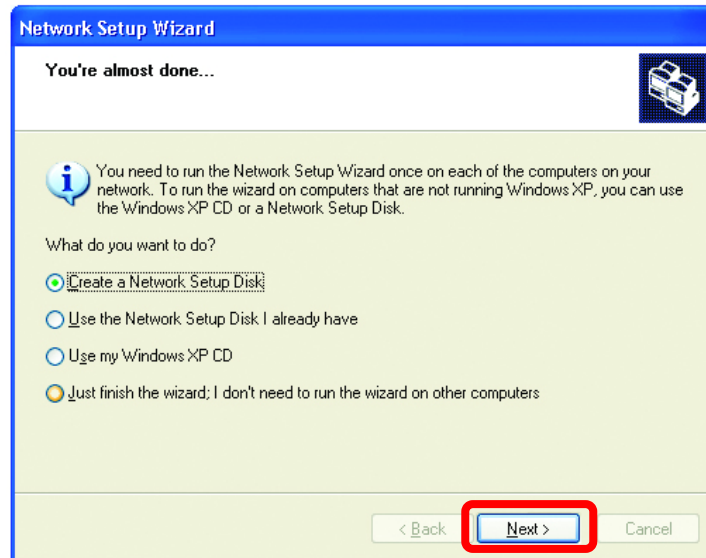 Network Setup Wizard
You're almost done...
You need to run the Network Setup Wizard once on each of the computers on your
network. To run the wizard on computers that are not running Windows XP, you can use
the Windows XP CD or a Network Setup Disk.
What do you want to do?
Create a Network Setup Disk
Use the Network Setup Disk I already have
Use my Windows XP CD
Just finish the wizard; I don't need to run the wizard on other computers
< Back Next > Cancel